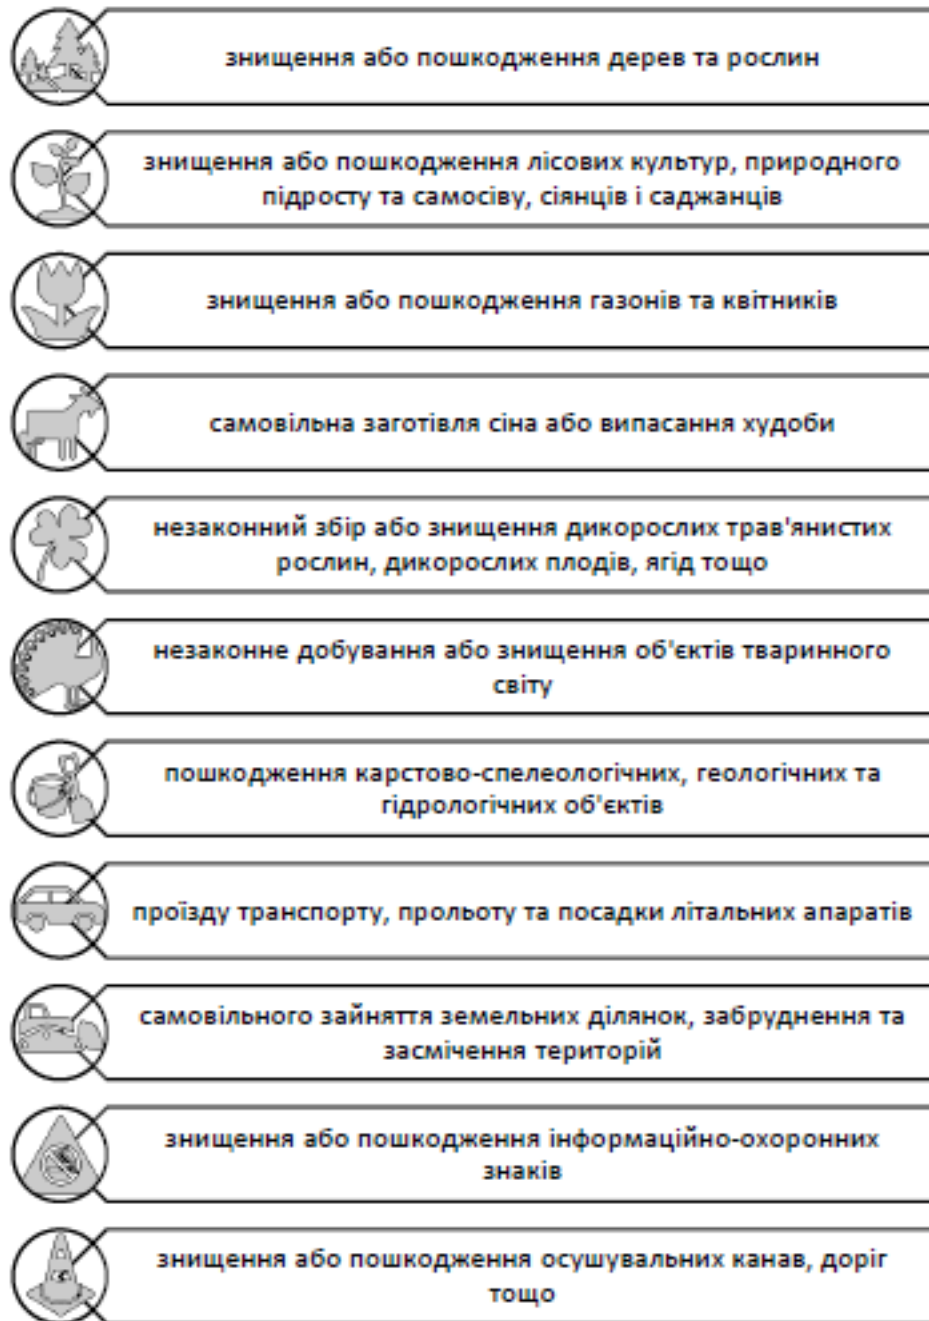 знищення або пошкодження дерев та рослин
знищення або пошкодження лісових культур, природного
підросту та самосіву, сіянців і саджанців
знищення або пошкодження газонів та квітників
самовільна заготівля сіна або випасання худоби
незаконний збір або знищення дикорослих трав'янистих
рослин, дикорослих плодів, ягід тощо
незаконне добування або знищення об'єктів тваринного
світу
пошкодження карстово-спелеологічних, геологічних та
гідрологічних об'єктів
проїзду транспорту, прольоту та посадки літальних апаратів
самовільного зайняття земельних ділянок, забруднення та
засмічення територій
знищення або пошкодження інформаційно-охоронних
знаків
знищення або пошкодження осушувальних канав, доріг
тощо